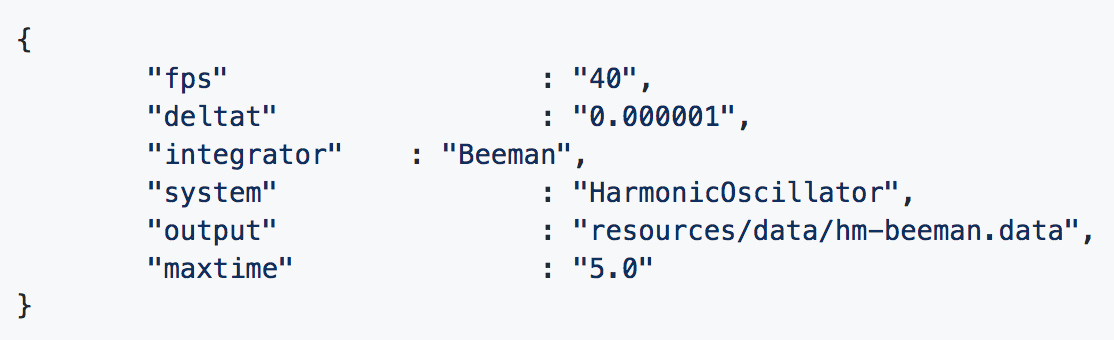 {
"fps" : "40",
"deltat" : "0.000001",
"integrator" : "Beeman",
"system" : "HarmonicOscillator",
"output" : "resources/data/hm-beeman.data",
"maxtime" : "5.0"
}